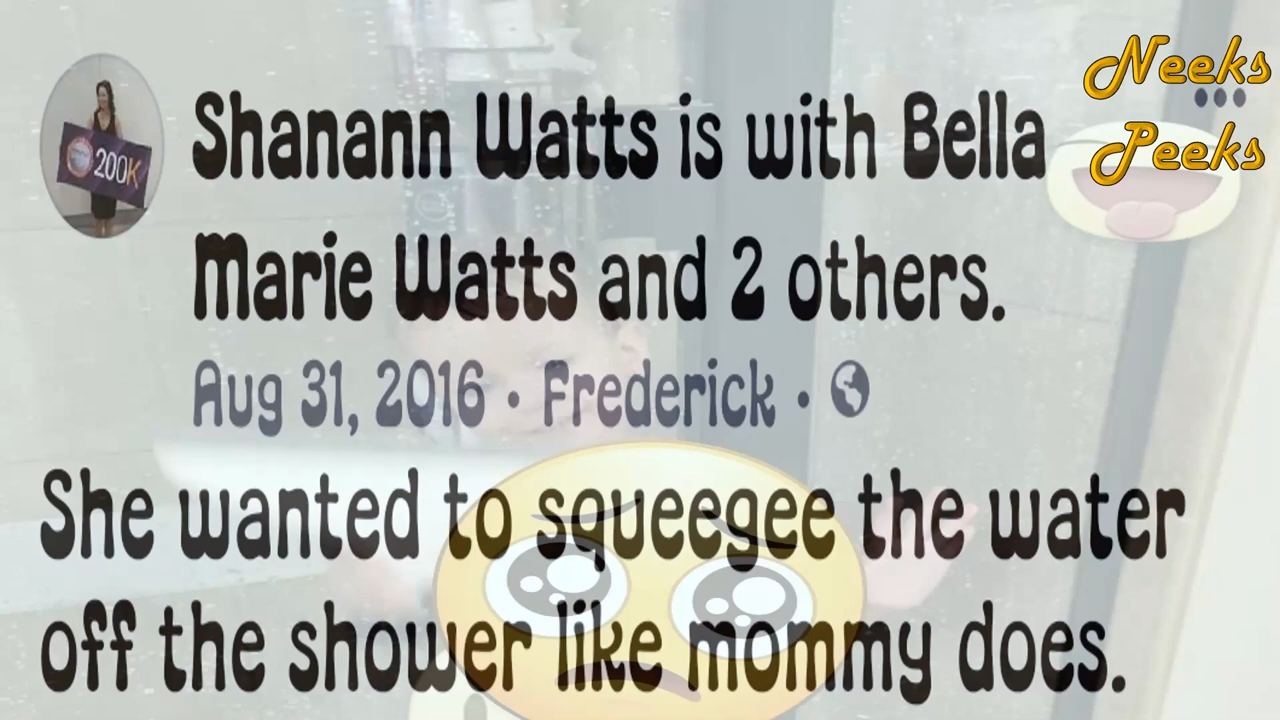 Neeks
Peeks
200K
Shanann Watts is with Bella
Marie Watts and 2 others.
Aug 31, 2016 · Frederick ·
She wanted to squeegee the water
off the shower like mommy does.